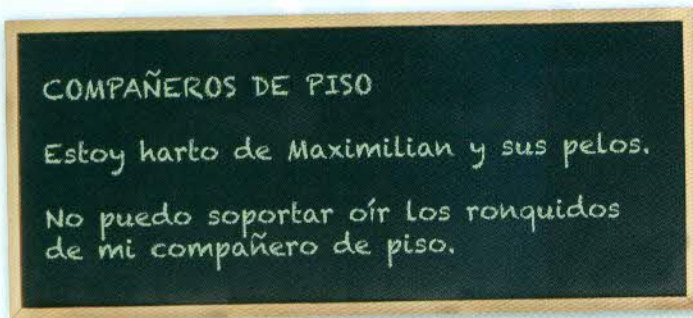 COMPAÑEROS DE PISO
Estoy harto de Maximilian y sus pelos.
No puedo soportar oír los ronquidos
de mi compañero de piso.